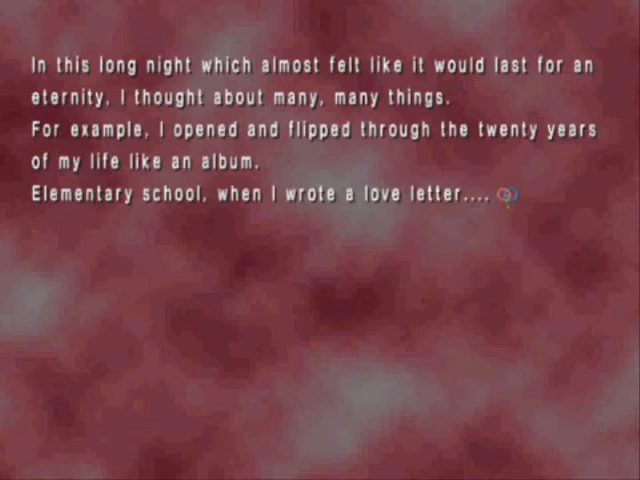 In this long night which almost felt like it would last for an
eternity, I thought about many, many things.
For example, I opened and flipped through the twenty years
of my life like an album.
Elementary school, when I wrote a love letter....